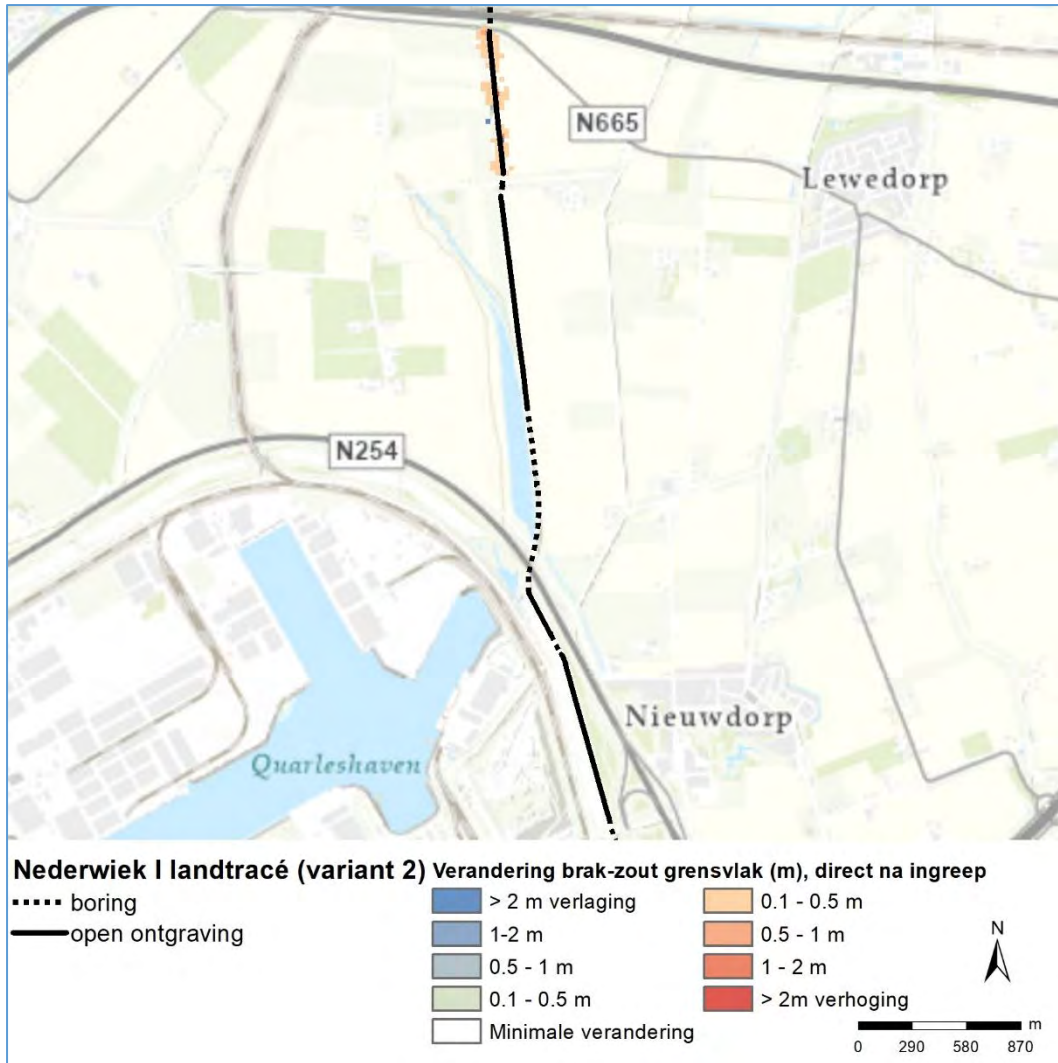 N665
Lewedorp
N254
Nieuwdorp
Quarleshaven
Nederwiek I landtracé (variant 2)
boring
open ontgraving
Verandering brak-zout grensvlak (m), direct na ingreep
> 2 m verlaging
1-2 m
0.5 - 1 m
0.1 - 0.5 m
Minimale verandering
0.1 - 0.5 m
0.5 - 1 m
1 - 2 m
> 2m verhoging
N
m
0 290 580 870